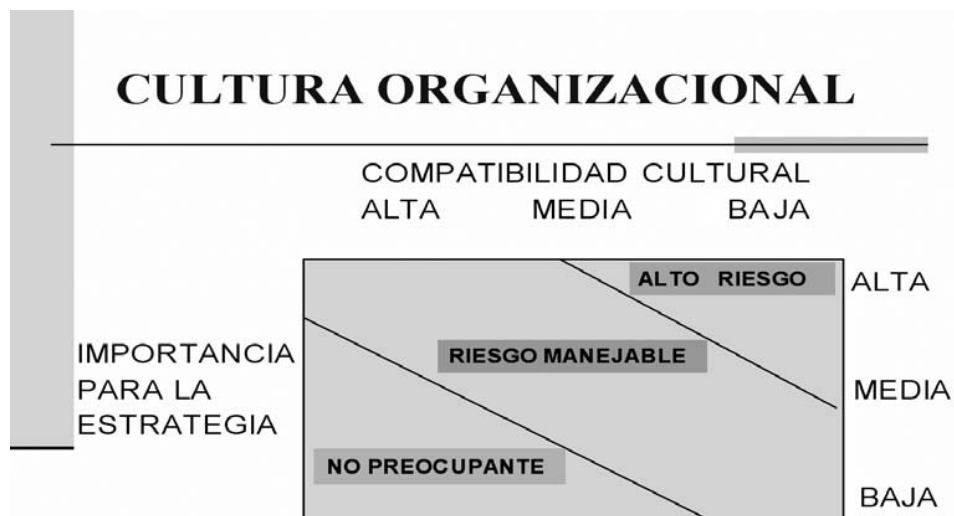 CULTURA ORGANIZACIONAL
COMPATIBILIDAD CULTURAL
ALTA MEDIA BAJA
ALTO RIESGO
ALTA
IMPORTANCIA
PARA LA
ESTRATEGIA
RIESGO MANEJABLE
MEDIA
NO PREOCUPANTE
BAJA